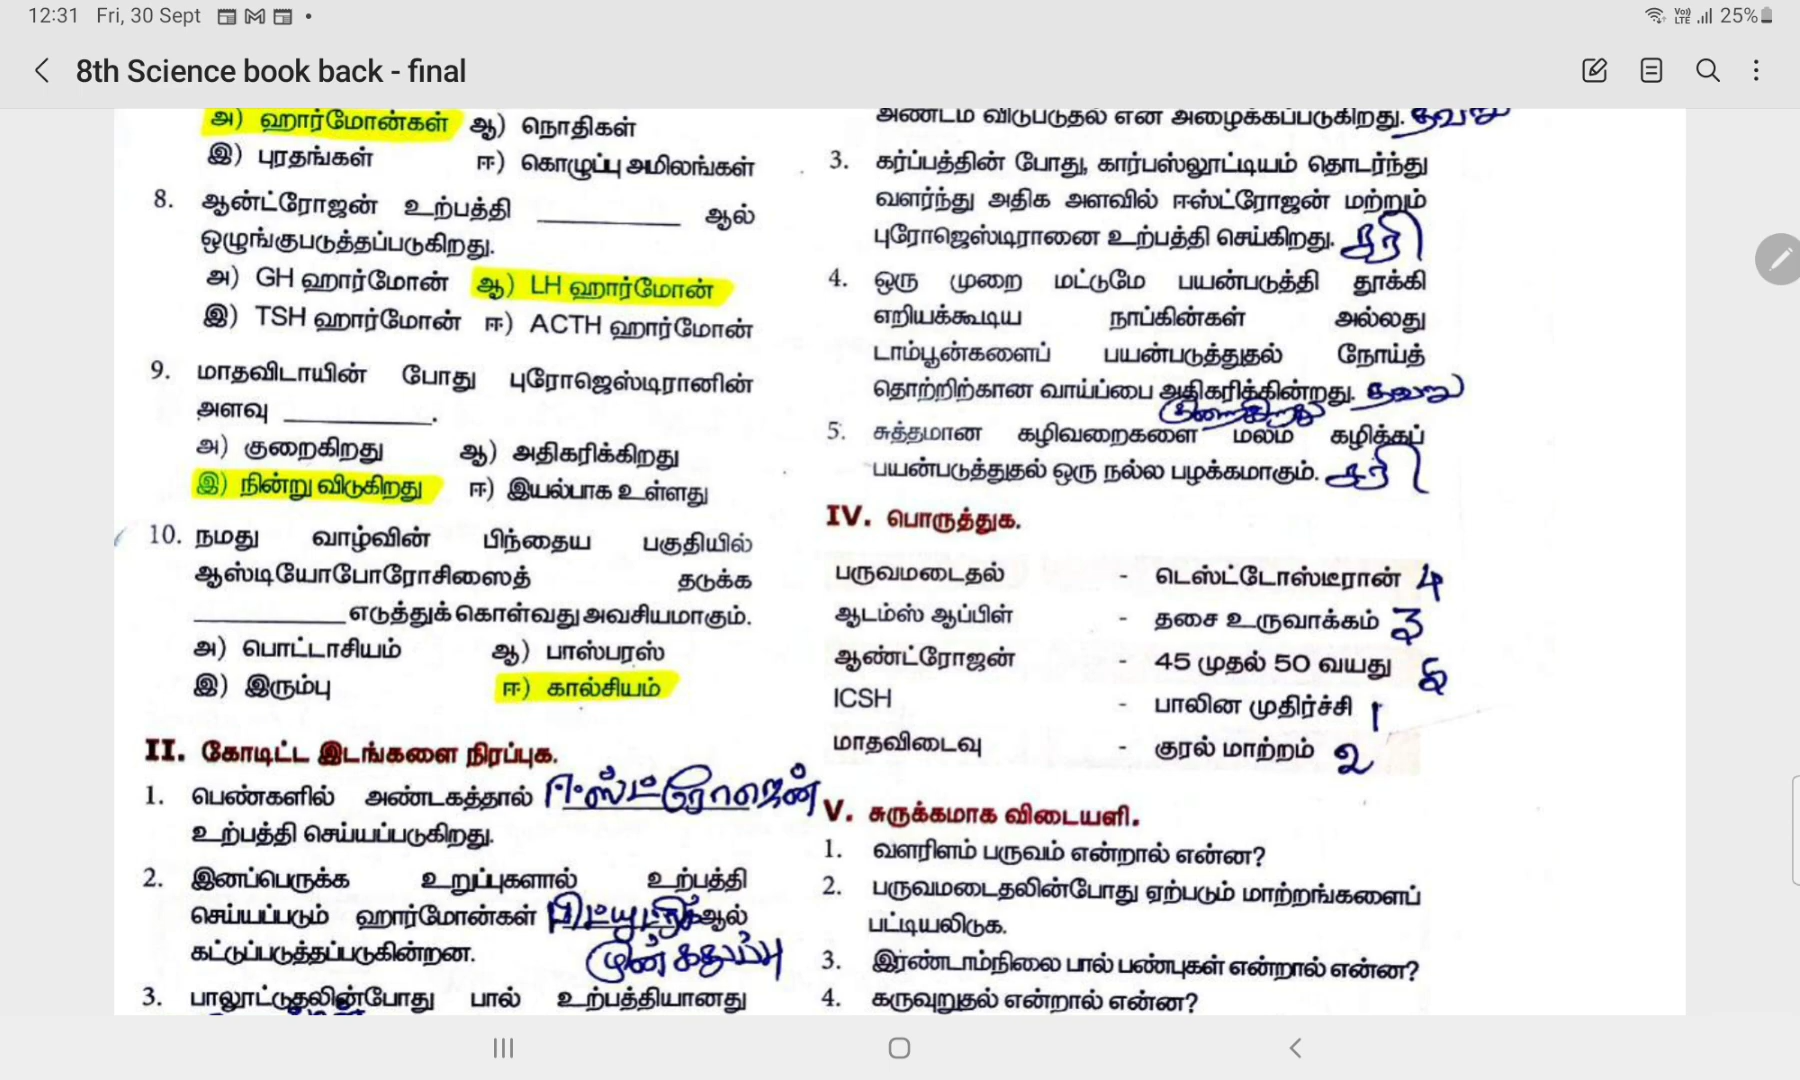 12:31 Fri, 30 Sept
25%
8th Science book back - final
அ) ஹார்மோன்கள் ஆ) நொதிகள்
இ) புரதங்கள் ஈ) கொழுப்பு அமிலங்கள்
8. ஆன்ட்ரோஜன் உற்பத்தி __________ ஆல்
ஒழுங்குபடுத்தப்படுகிறது.
அ) GH ஹார்மோன் ஆ) LH ஹார்மோன்
இ) TSH ஹார்மோன் ஈ) ACTH ஹார்மோன்
9. மாதவிடாயின் போது புரோஜெஸ்டிரானின்
அளவு __________.
அ) குறைகிறது ஆ) அதிகரிக்கிறது
இ) நின்று விடுகிறது ஈ) இயல்பாக உள்ளது
10. நமது வாழ்வின் பிந்தைய பகுதியில்
ஆஸ்டியோபோரோசிஸைத் தடுக்க
__________ எடுத்துக் கொள்வது அவசியமாகும்.
அ) பொட்டாசியம் ஆ) பாஸ்பரஸ்
இ) இரும்பு ஈ) கால்சியம்
II. கோடிட்ட இடங்களை நிரப்புக.
1. பெண்களில் அண்டகத்தால் ஈஸ்ட்ரோஜென்
உற்பத்தி செய்யப்படுகிறது.
2. இனப்பெருக்க உறுப்புகளால் உற்பத்தி
செய்யப்படும் ஹார்மோன்கள் பிட்யூட்டரி ஆல்
முன் கதுப்பு
கட்டுப்படுத்தப்படுகின்றன.
3. பாலூட்டுதலின்போது பால் உற்பத்தியானது
அண்டம் விடுபடுதல் என அழைக்கப்படுகிறது. தவறு
3. கர்ப்பத்தின் போது, கார்பஸ்லூட்டியம் தொடர்ந்து
வளர்ந்து அதிக அளவில் ஈஸ்ட்ரோஜன் மற்றும்
புரோஜெஸ்டிரானை உற்பத்தி செய்கிறது. சரி
4. ஒரு முறை மட்டுமே பயன்படுத்தி தூக்கி
எறியக்கூடிய நாப்கின்கள் அல்லது
டாம்பூன்களைப் பயன்படுத்துதல் நோய்த்
தொற்றிற்கான வாய்ப்பை அதிகரிக்கின்றது. தவறு
குறைகிறது
5. சுத்தமான கழிவறைகளை மலம் கழிக்கப்
பயன்படுத்துதல் ஒரு நல்ல பழக்கமாகும். சரி
IV. பொருத்துக.
பருவமடைதல் - டெஸ்ட்டோஸ்டீரான் 4
ஆடம்ஸ் ஆப்பிள் - தசை உருவாக்கம் 3
ஆண்ட்ரோஜன் - 45 முதல் 50 வயது 5
ICSH - பாலின முதிர்ச்சி 1
மாதவிடைவு - குரல் மாற்றம் 2
V. சுருக்கமாக விடையளி.
1. வளரிளம் பருவம் என்றால் என்ன?
2. பருவமடைதலின்போது ஏற்படும் மாற்றங்களைப்
பட்டியலிடுக.
3. இரண்டாம்நிலை பால் பண்புகள் என்றால் என்ன?
4. கருவுறுதல் என்றால் என்ன?